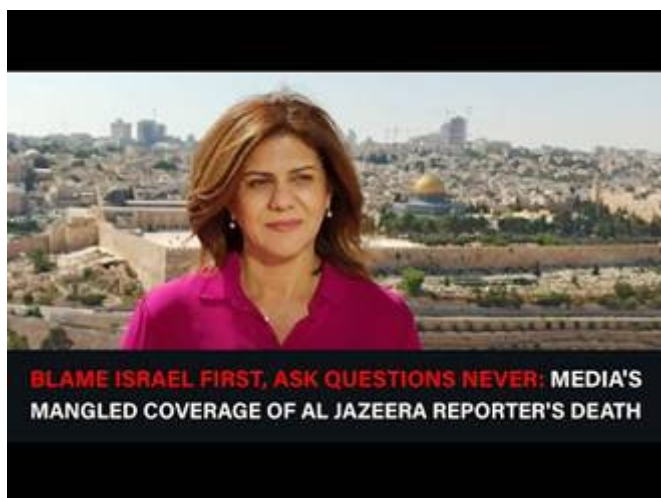 BLAME ISRAEL FIRST, ASK QUESTIONS NEVER: MEDIA'S
MANGLED COVERAGE OF AL JAZEERA REPORTER'S DEATH